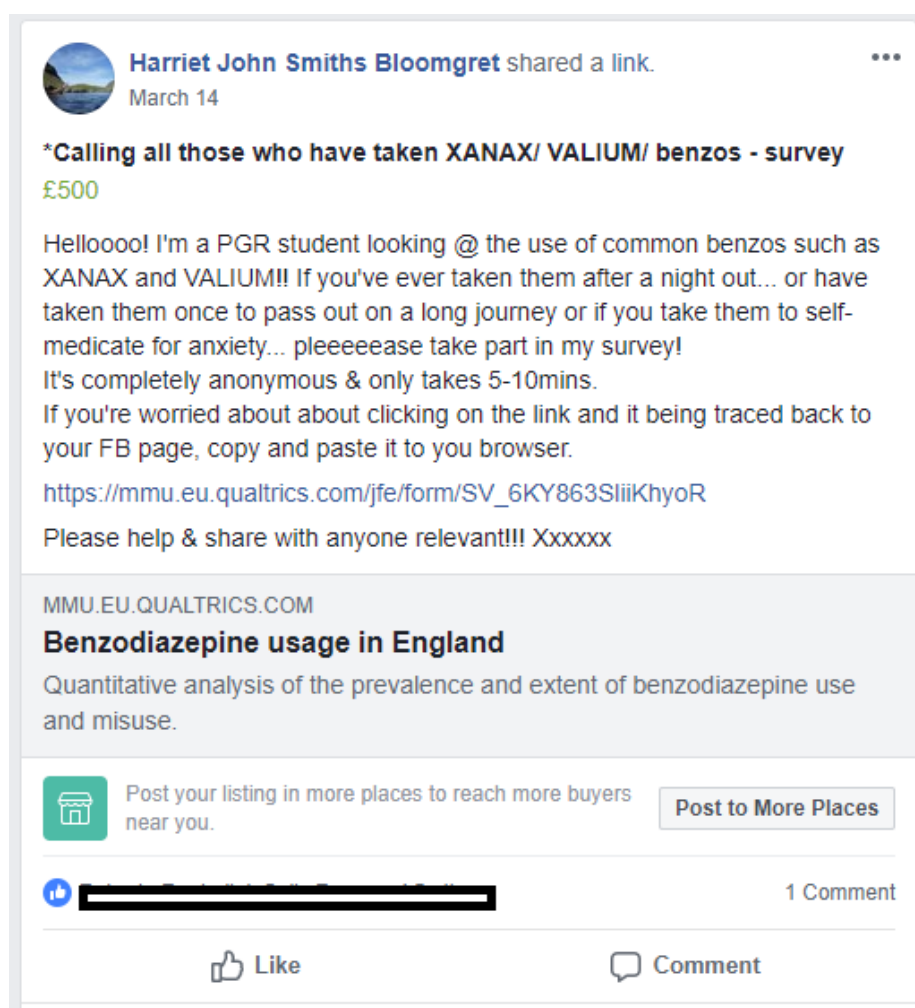 Harriet John Smiths Bloomgret shared a link.
March 14
*Calling all those who have taken XANAX/ VALIUM/ benzos - survey
£500
Helloooo! I'm a PGR student looking @ the use of common benzos such as
XANAX and VALIUM!! If you've ever taken them after a night out... or have
taken them once to pass out on a long journey or if you take them to self-
medicate for anxiety... pleeeeease take part in my survey!
It's completely anonymous & only takes 5-10mins.
If you're worried about about clicking on the link and it being traced back to
your FB page, copy and paste it to you browser.
https://mmu.eu.qualtrics.com/jfe/form/SV_6KY863SliiKhyoR
Please help & share with anyone relevant!!! Xxxxxx
MMU.EU.QUALTRICS.COM
Benzodiazepine usage in England
Quantitative analysis of the prevalence and extent of benzodiazepine use
and misuse.
Post your listing in more places to reach more buyers
near you.
Post to More Places
1 Comment
Like
Comment